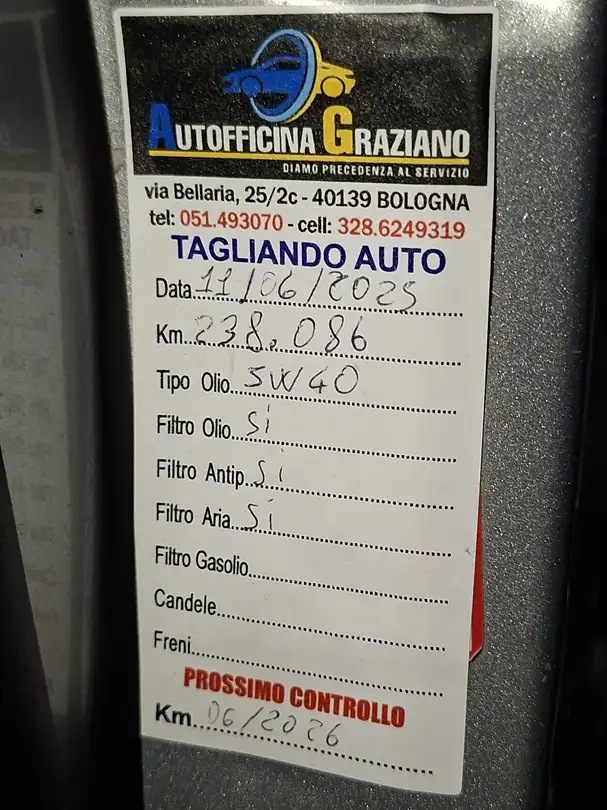 AUTOFFICINA GRAZIANO
DIAMO PRECEDENZA AL SERVIZIO
via Bellaria, 25/2c - 40139 BOLOGNA
tel: 051.493070 - cell: 328.6249319
TAGLIANDO AUTO
Data 11/06/2025
Km 238.086
Tipo Olio 5W40
Filtro Olio Si
Filtro Antip. Si
Filtro Aria Si
Filtro Gasolio
Candele
Freni
PROSSIMO CONTROLLO
Km 06/2026